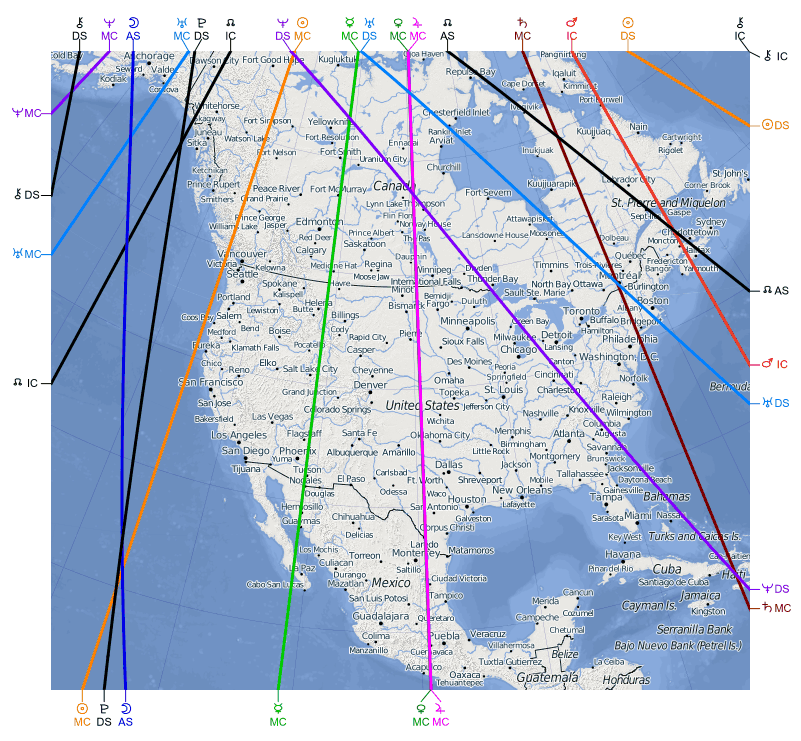 DS MC AS MC DS IC DS MC MC DS MC MC AS MC IC DS IC
Cold Bay Anchorage Dawson City Fort Good Hope Kugluktuk Repulse Bay Pangnirtung IC
Seward Valdez Iqaluit
Kodiak Cordova Cape Dorset Kimmirut
MC Whitehorse Port Burwell
Skagway Fort Simpson Yellowknife Chesterfield Inlet Ivujivik DS
Juneau Watson Lake Fort Resolution Rankin Inlet Kuujjuaq Nain
Sitka Ennadai Arviat Cartwright
Fort Nelson Fort Smith Inukjuak Rigolet
Uranium City
Ketchikan Churchill
DS Prince Rupert Peace River Fort McMurray Canada Fort Severn Kuujjuarapik Labrador City St. John's
Smithers Grand Prairie Corner Brook
Lynn Lake Thompson St. Pierre and Miquelon
Prince George Flin Flon Attawapiskat Sept-Îles Gaspe
Williams Lake Jasper Edmonton Prince Albert Norway House Sydney
Red Deer The Pas Lansdowne House Moosonee Dolbeau Charlottetown
Calgary Saskatoon Moncton Halifax
MC Vancouver Dauphin Québec Fredericton
Victoria Kelowna Medicine Hat Regina Winnipeg Dryden Timmins Trois-Rivieres Bangor Yarmouth
Seattle Moose Jaw Thunder Bay Montréal
Spokane Havre International Falls North Bay Ottawa Burlington
Portland Kalispell Minot Sault Ste. Marie AS
Lewiston Helena Bismarck Bemidji Duluth Boston
Coos Bay Salem Butte Billings Fargo Toronto Albany
Medford Bend Boise Cody Pierre Minneapolis Green Bay Buffalo Bridgeport
Eureka Klamath Falls Pocatello Rapid City Milwaukee Detroit Philadelphia
Chico Elko Casper Sioux Falls Chicago Lansing
Reno Salt Lake City Cheyenne Des Moines Canton Washington, D.C. IC
IC San Francisco Denver Omaha Peoria Cincinnati Norfolk Bermuda
Grand Junction Topeka Springfield
San Jose Colorado Springs United States St. Louis Charleston Raleigh DS
Bakersfield Las Vegas Jefferson City Nashville Knoxville Wilmington
Wichita Columbia
Los Angeles Flagstaff Santa Fe Oklahoma City Memphis Atlanta Augusta
San Diego Phoenix Albuquerque Amarillo Little Rock Birmingham Savannah
Tijuana Yuma Tucson Carlsbad Dallas Jackson Montgomery Brunswick
Nogales El Paso Ft. Worth Shreveport Tallahassee Jacksonville
Douglas Odessa Waco Mobile Daytona Beach
Hermosillo San Antonio Houston New Orleans Gainesville Bahamas
Guaymas Chihuahua Galveston Lafayette Tampa
Delicias Corpus Christi Sarasota Miami Nassau
Los Mochis Laredo Key West Turks and Caicos Is.
La Paz Culiacan Torreon Monterrey Matamoros Havana
Cabo San Lucas Durango Saltillo Pinar del Rio Cuba Haiti
Mazatlan Mexico Ciudad Victoria Santiago de Cuba DS
San Luis Potosi Tampico Cancun Cayman Is. Jamaica
Guadalajara Queretaro Merida Cozumel Kingston MC
Colima Puebla Veracruz Campeche Chetumal Serranilla Bank
Manzanillo Cuernavaca Villahermosa Belize Bajo Nuevo Bank (Petrel Is.)
Acapulco Tuxtla Gutierrez La Ceiba
Oaxaca Guatemala Honduras
Tehuantepec
MC DS AS MC MC MC